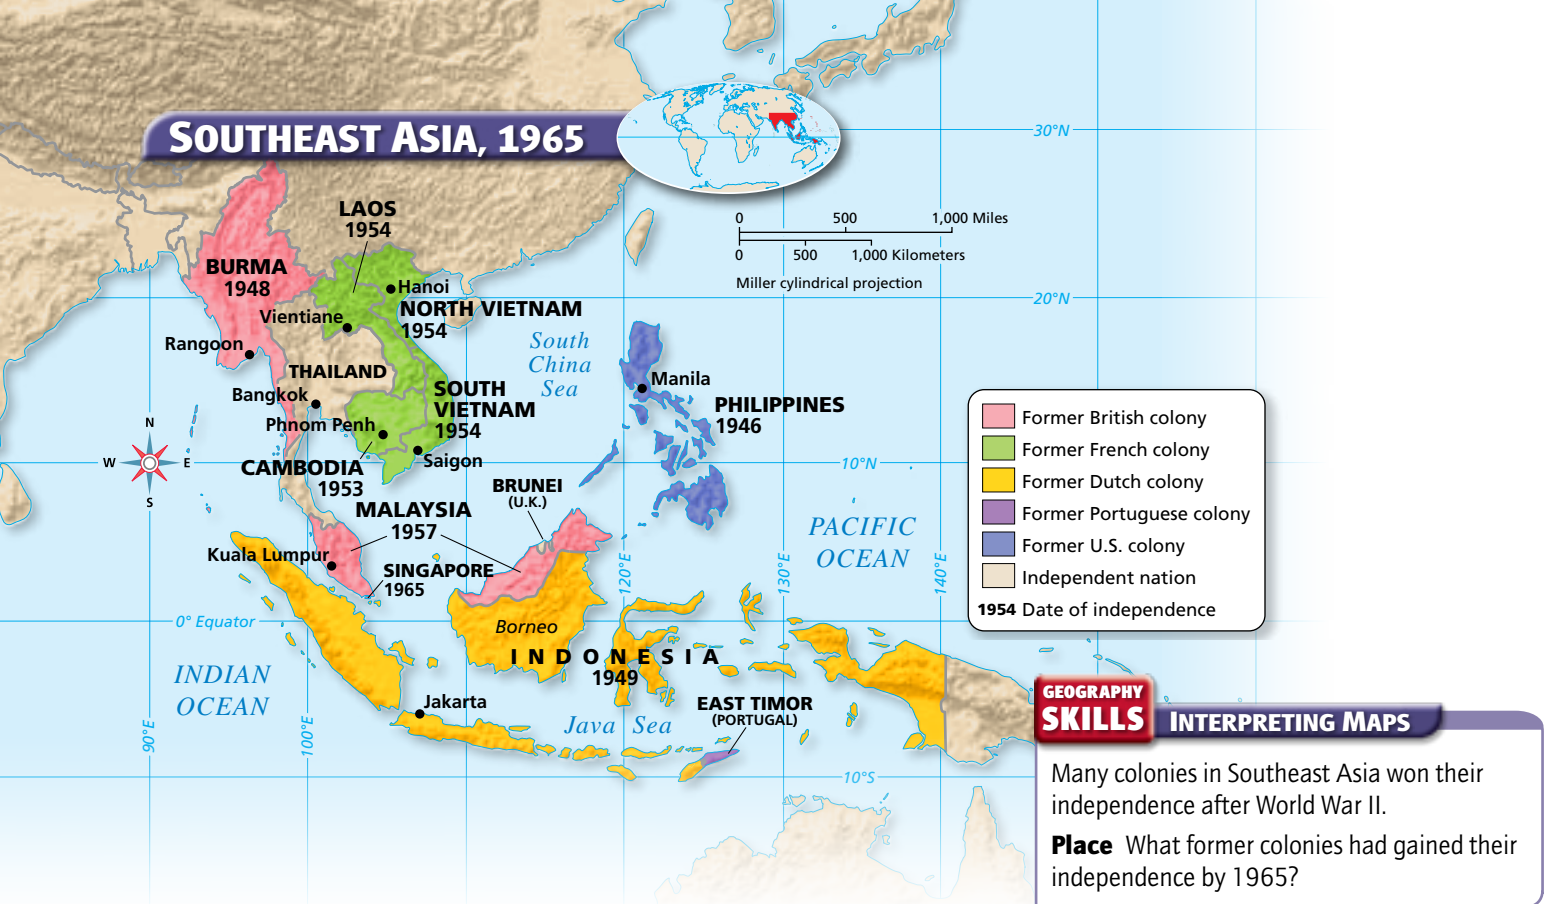 SOUTHEAST ASIA, 1965
30°N
0 500 1,000 Miles
0 500 1,000 Kilometers
Miller cylindrical projection
20°N
LAOS
1954
BURMA
1948
Hanoi
NORTH VIETNAM
1954
Vientiane
Rangoon
South
China
Sea
THAILAND
Bangkok
SOUTH
VIETNAM
1954
Manila
PHILIPPINES
1946
Phnom Penh
Saigon
CAMBODIA
1953
N
W E
S
10°N
BRUNEI
(U.K.)
MALAYSIA
1957
Kuala Lumpur
SINGAPORE
1965
PACIFIC
OCEAN
120°E
130°E
140°E
0° Equator
Borneo
INDONESIA
1949
INDIAN
OCEAN
Jakarta
Java Sea
EAST TIMOR
(PORTUGAL)
90°E
100°E
10°S
Former British colony
Former French colony
Former Dutch colony
Former Portuguese colony
Former U.S. colony
Independent nation
1954 Date of independence
GEOGRAPHY
SKILLS INTERPRETING MAPS
Many colonies in Southeast Asia won their
independence after World War II.
Place What former colonies had gained their
independence by 1965?